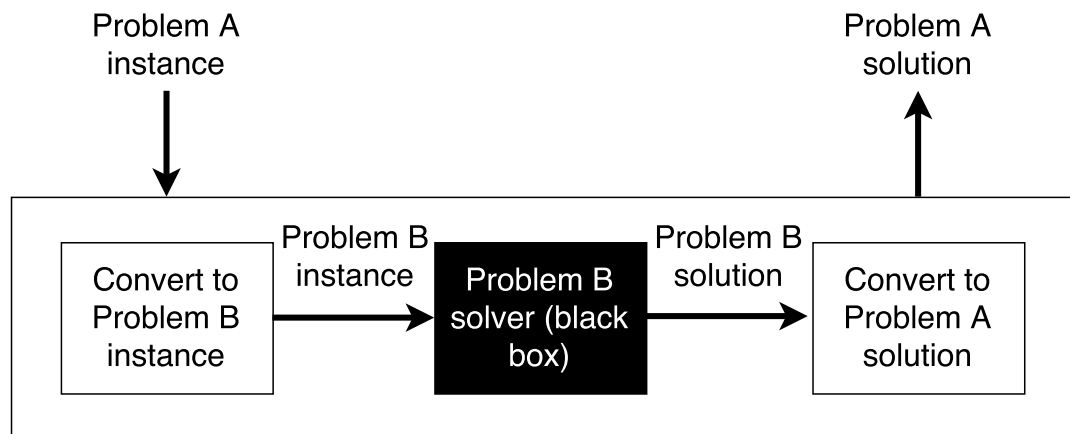 Problem A
instance
Problem A
solution
Problem B
instance
Problem B
solution
Convert to
Problem B
instance
Problem B
solver (black
box)
Convert to
Problem A
solution